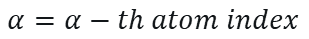 α = α − th atom index